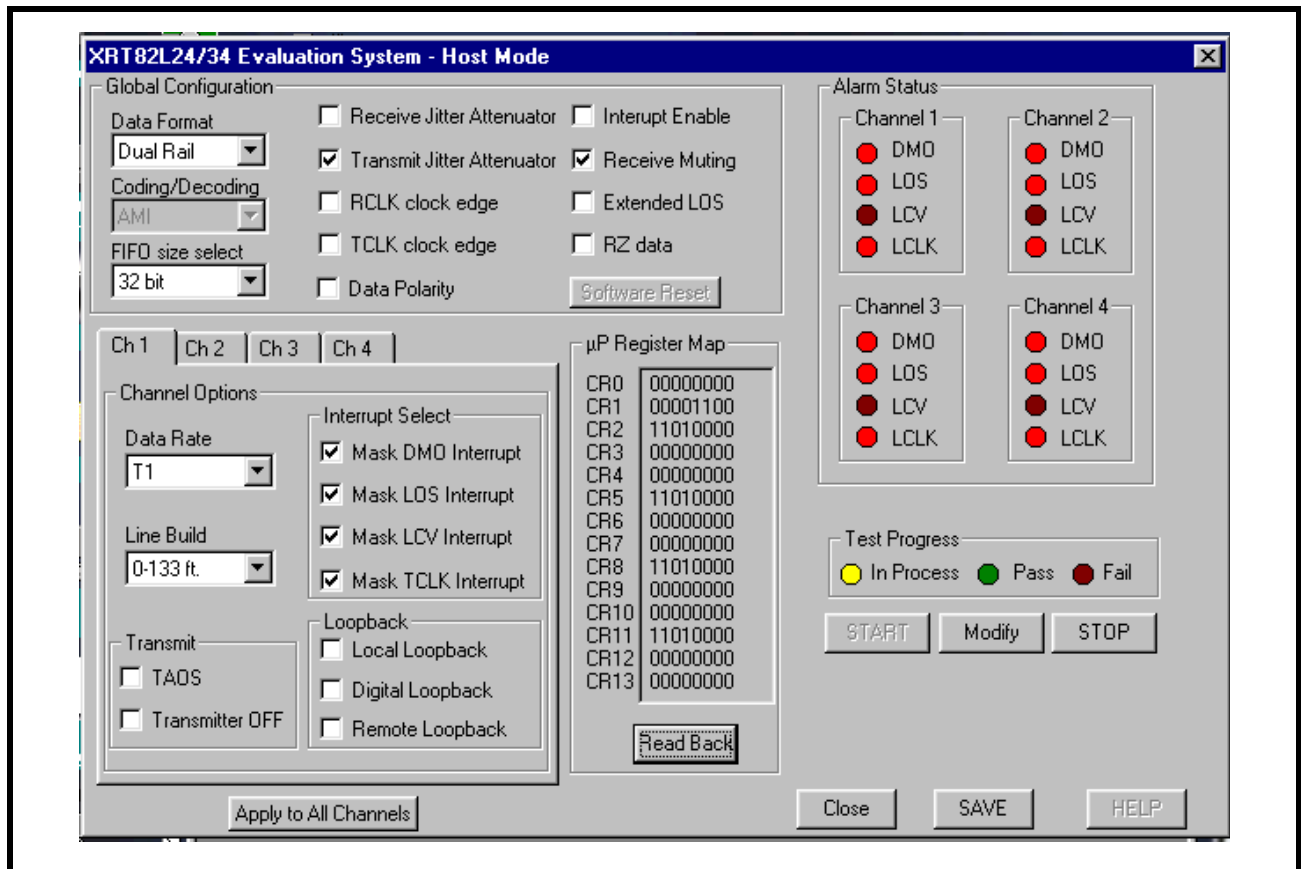 XRT82L24/34 Evaluation System - Host Mode
Global Configuration
Data Format
Dual Rail
Coding/Decoding
AMI
FIFO size select
32 bit
Receive Jitter Attenuator
Transmit Jitter Attenuator
RCLK clock edge
TCLK clock edge
Data Polarity
Interupt Enable
Receive Muting
Extended LOS
RZ data
Software Reset
Ch 1
Ch 2
Ch 3
Ch 4
Channel Options
Data Rate
T1
Line Build
0-133 ft.
Transmit
TAOS
Transmitter OFF
Interrupt Select
Mask DMO Interrupt
Mask LOS Interrupt
Mask LCV Interrupt
Mask TCLK Interrupt
Loopback
Local Loopback
Digital Loopback
Remote Loopback
Apply to All Channels
µP Register Map
CR0 00000000
CR1 00001100
CR2 11010000
CR3 00000000
CR4 00000000
CR5 11010000
CR6 00000000
CR7 00000000
CR8 11010000
CR9 00000000
CR10 00000000
CR11 11010000
CR12 00000000
CR13 00000000
Read Back
Alarm Status
Channel 1
DMO
LOS
LCV
LCLK
Channel 2
DMO
LOS
LCV
LCLK
Channel 3
DMO
LOS
LCV
LCLK
Channel 4
DMO
LOS
LCV
LCLK
Test Progress
In Process Pass Fail
START Modify STOP
Close SAVE HELP